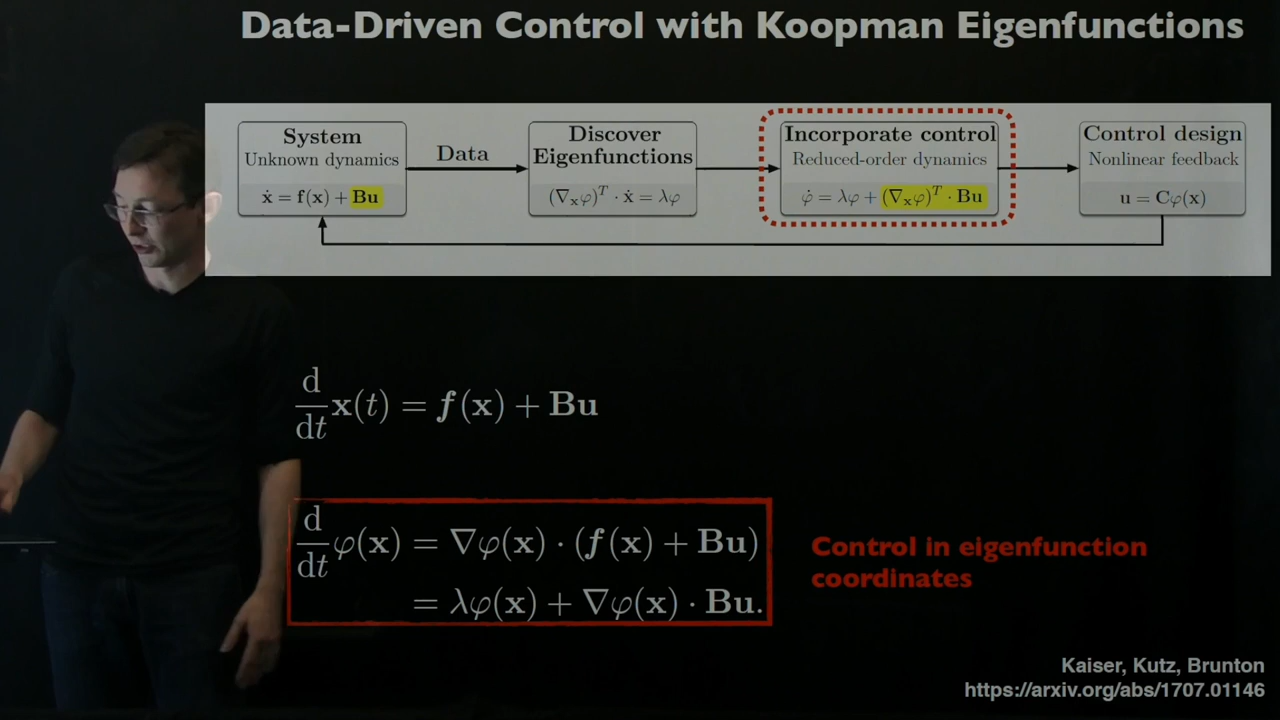 Data-Driven Control with Koopman Eigenfunctions
System
Unknown dynamics
ẋ = f(x) + Bu
Data
Discover
Eigenfunctions
(∇ₓφ)ᵀ · ẋ = λφ
Incorporate control
Reduced-order dynamics
φ̇ = λφ + (∇ₓφ)ᵀ · Bu
Control design
Nonlinear feedback
u = Cφ(x)
d/dt x(t) = f(x) + Bu
d/dt φ(x) = ∇φ(x) · (f(x) + Bu)
= λφ(x) + ∇φ(x) · Bu.
Control in eigenfunction
coordinates
Kaiser, Kutz, Brunton
https://arxiv.org/abs/1707.01146